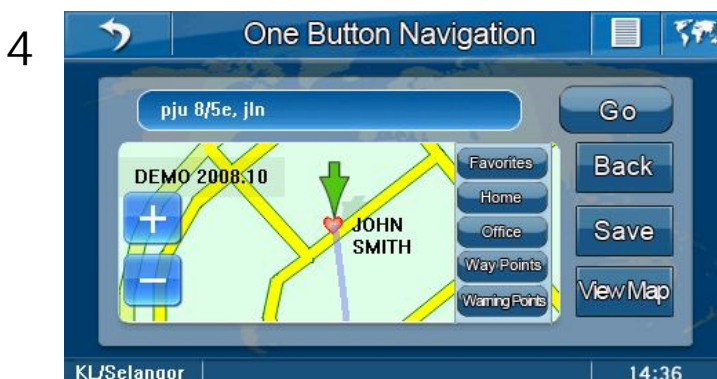 4
One Button Navigation
pju 8/5e, jln
Go
DEMO 2008.10
JOHN
SMITH
Favorites
Home
Office
Way Points
Warning Points
Back
Save
View Map
KL/Selangor
14:36